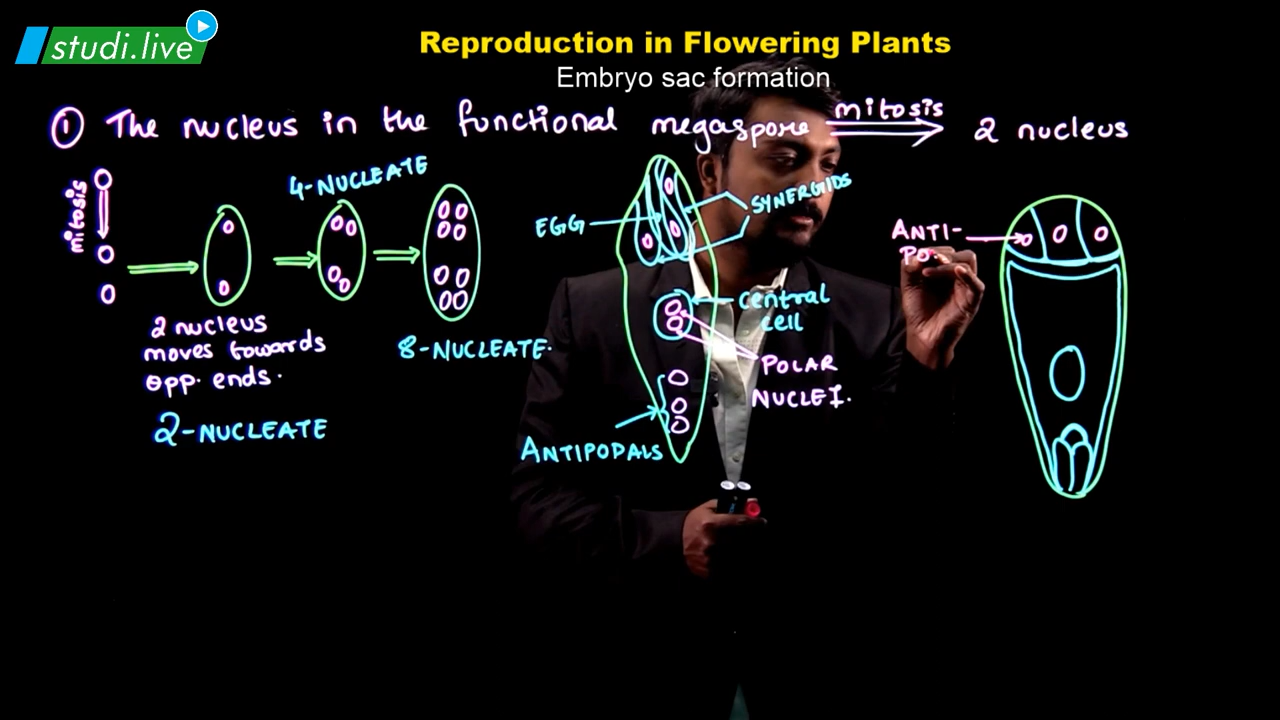 studi.live
Reproduction in Flowering Plants
Embryo sac formation
① The nucleus in the functional megaspore mitosis 2 nucleus
mitosis
4-NUCLEATE
2 nucleus
moves towards
opp. ends.
2-NUCLEATE
8-NUCLEATE.
EGG
SYNERGIDS
central
cell
POLAR
NUCLEI.
ANTIPODALS
ANTI-
PO